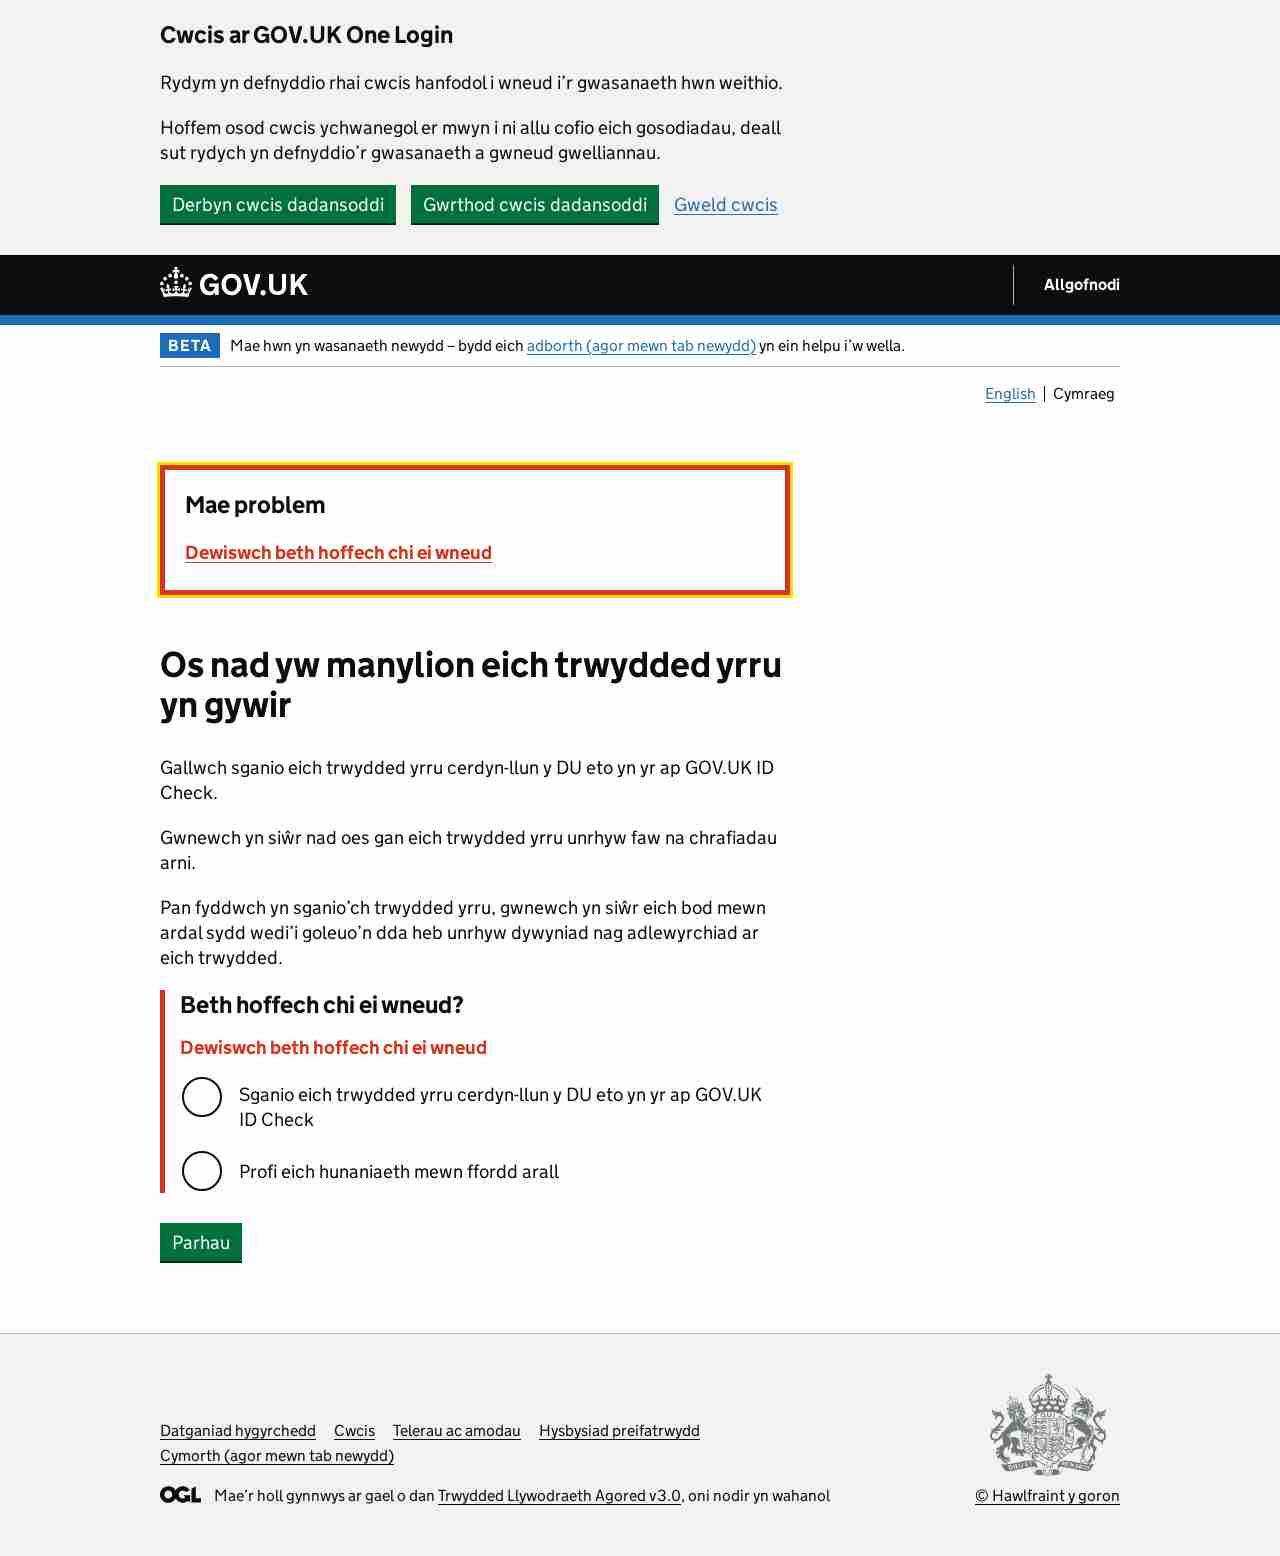 Cwcis ar GOV.UK One Login
Rydym yn defnyddio rhai cwcis hanfodol i wneud i’r gwasanaeth hwn weithio.
Hoffem osod cwcis ychwanegol er mwyn i ni allu cofio eich gosodiadau, deall
sut rydych yn defnyddio’r gwasanaeth a gwneud gwelliannau.
Derbyn cwcis dadansoddi Gwrthod cwcis dadansoddi Gweld cwcis
GOV.UK Allgofnodi
BETA Mae hwn yn wasanaeth newydd – bydd eich adborth (agor mewn tab newydd) yn ein helpu i’w wella.
English Cymraeg
Mae problem
Dewiswch beth hoffech chi ei wneud
Os nad yw manylion eich trwydded yrru
yn gywir
Gallwch sganio eich trwydded yrru cerdyn-llun y DU eto yn yr ap GOV.UK ID
Check.
Gwnewch yn siŵr nad oes gan eich trwydded yrru unrhyw faw na chrafiadau
arni.
Pan fyddwch yn sganio’ch trwydded yrru, gwnewch yn siŵr eich bod mewn
ardal sydd wedi’i goleuo’n dda heb unrhyw dywyniad nag adlewyrchiad ar
eich trwydded.
Beth hoffech chi ei wneud?
Dewiswch beth hoffech chi ei wneud
Sganio eich trwydded yrru cerdyn-llun y DU eto yn yr ap GOV.UK
ID Check
Profi eich hunaniaeth mewn ffordd arall
Parhau
Datganiad hygyrchedd Cwcis Telerau ac amodau Hysbysiad preifatrwydd
Cymorth (agor mewn tab newydd)
OGL Mae’r holl gynnwys ar gael o dan Trwydded Llywodraeth Agored v3.0, oni nodir yn wahanol
© Hawlfraint y goron